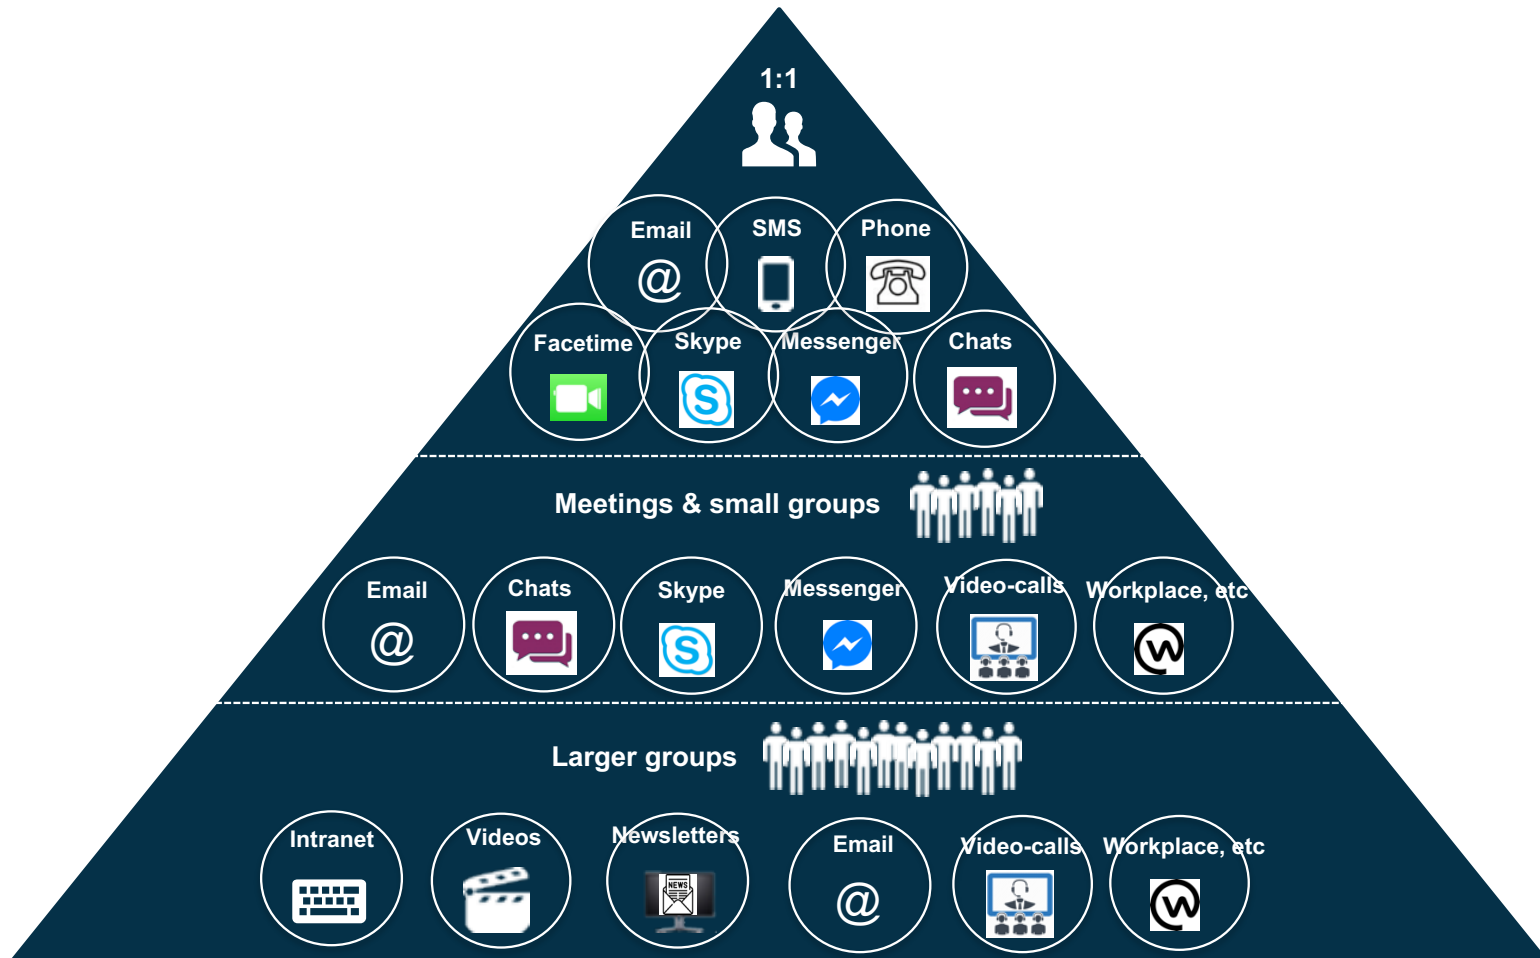 1:1
Email
SMS
Phone
@
Facetime
Skype
Messenger
Chats
S
Meetings & small groups
Email
Chats
Skype
Messenger
Video-calls
Workplace, etc
@
S
W
Larger groups
Intranet
Videos
Newsletters
Email
Video-calls
Workplace, etc
NEWS
@
W